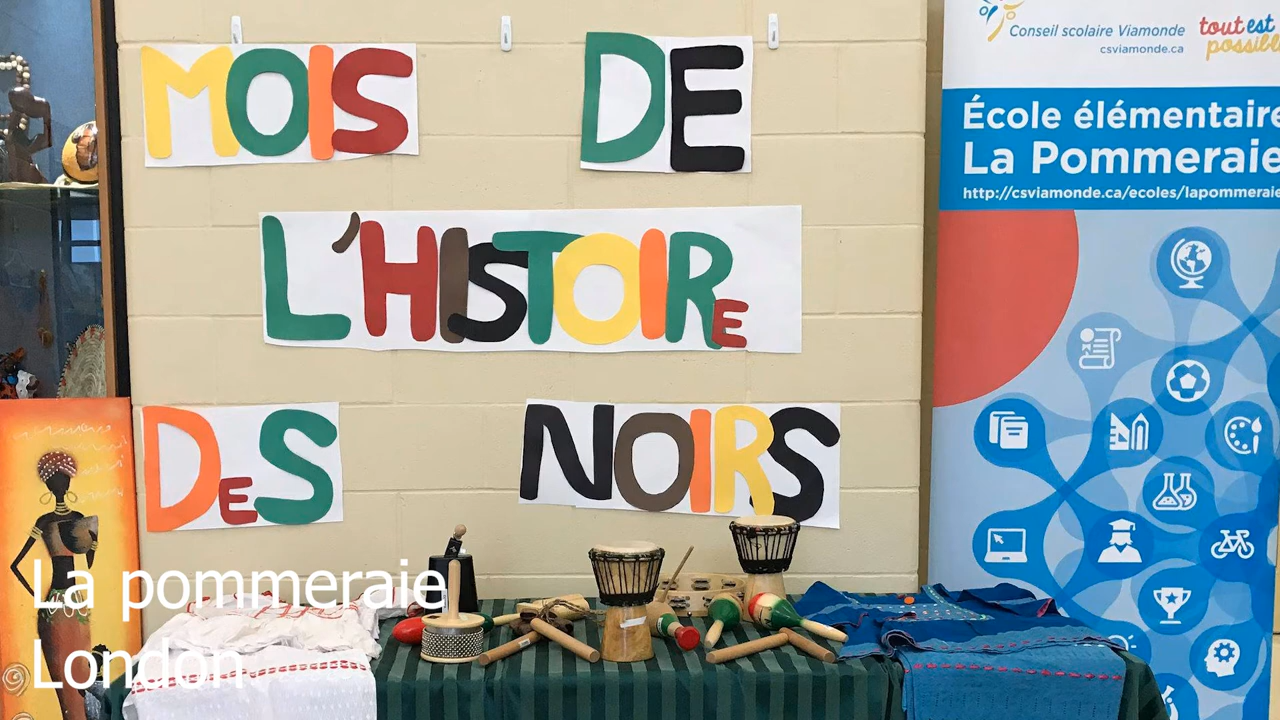 MOIS DE
L'HISTOIRE
DES NOIRS
Conseil scolaire Viamonde
csviamonde.ca
tout est
possible
École élémentaire
La Pommeraie
http://csviamonde.ca/ecoles/lapommeraie
La pommeraie
London